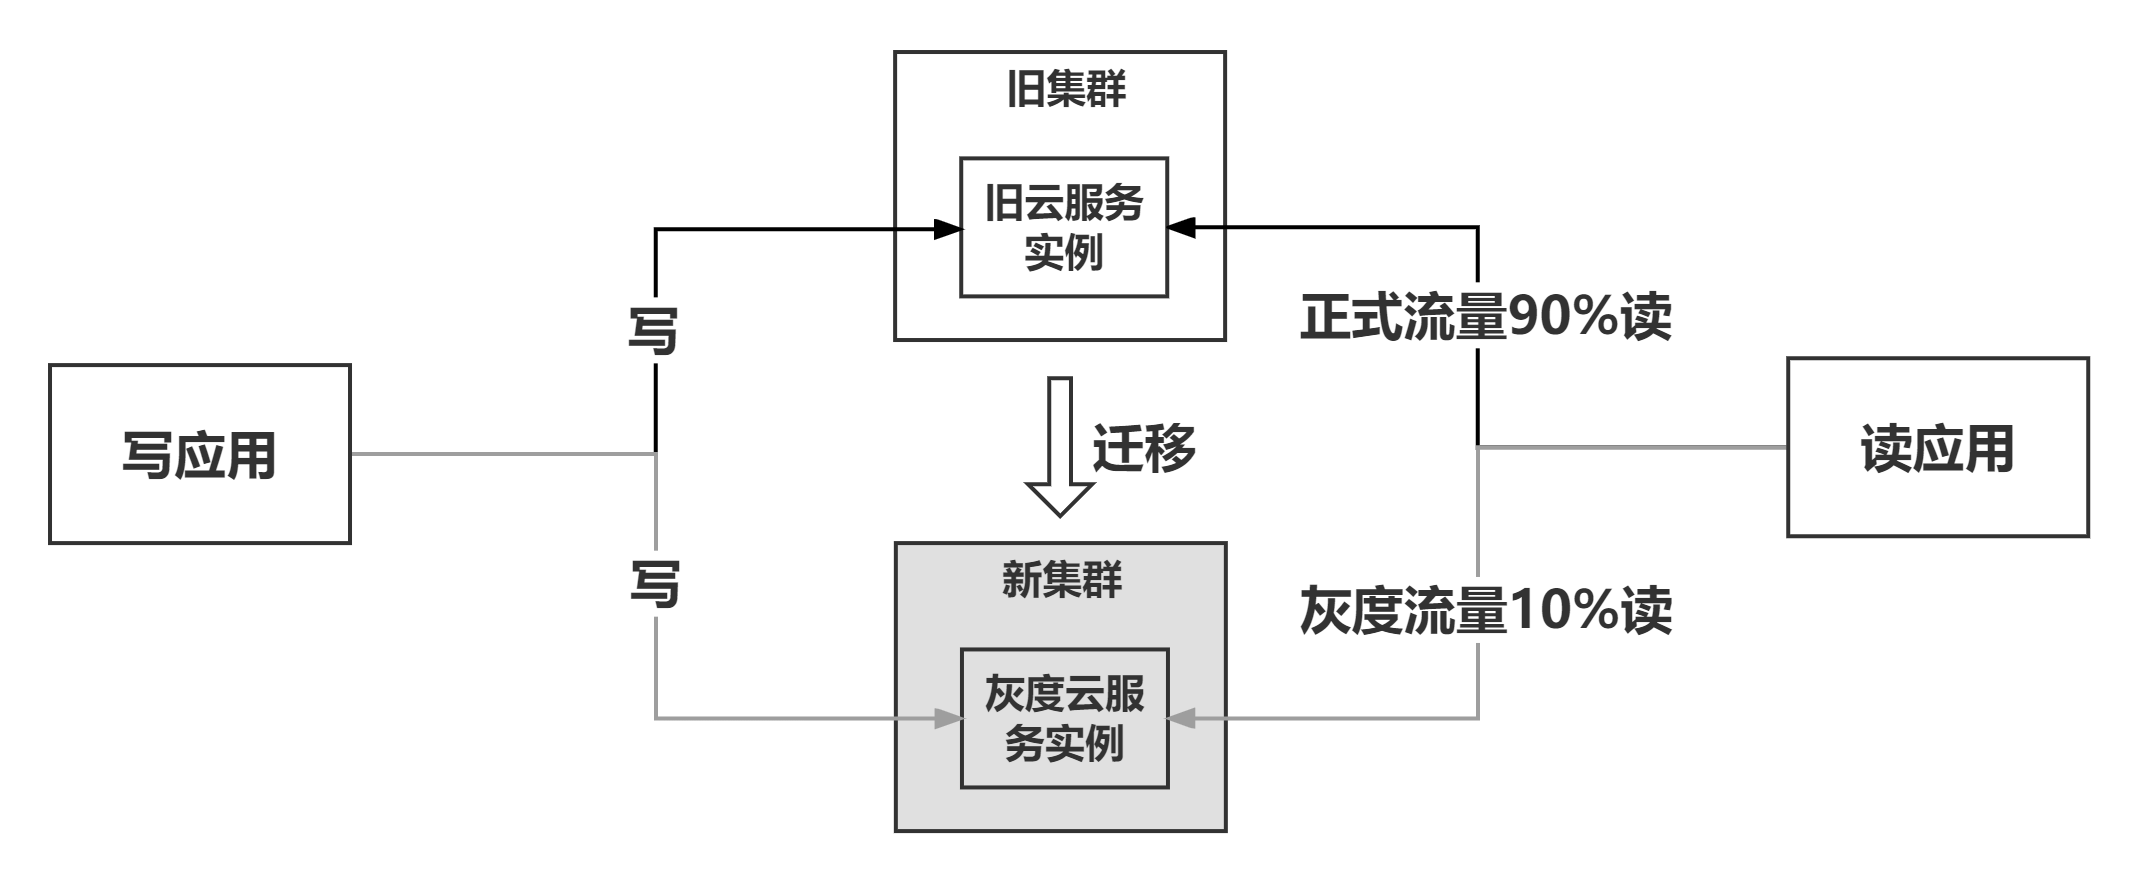 旧集群
旧云服务
实例
写
正式流量90%读
写应用
迁移
读应用
写
新集群
灰度流量10%读
灰度云服
务实例